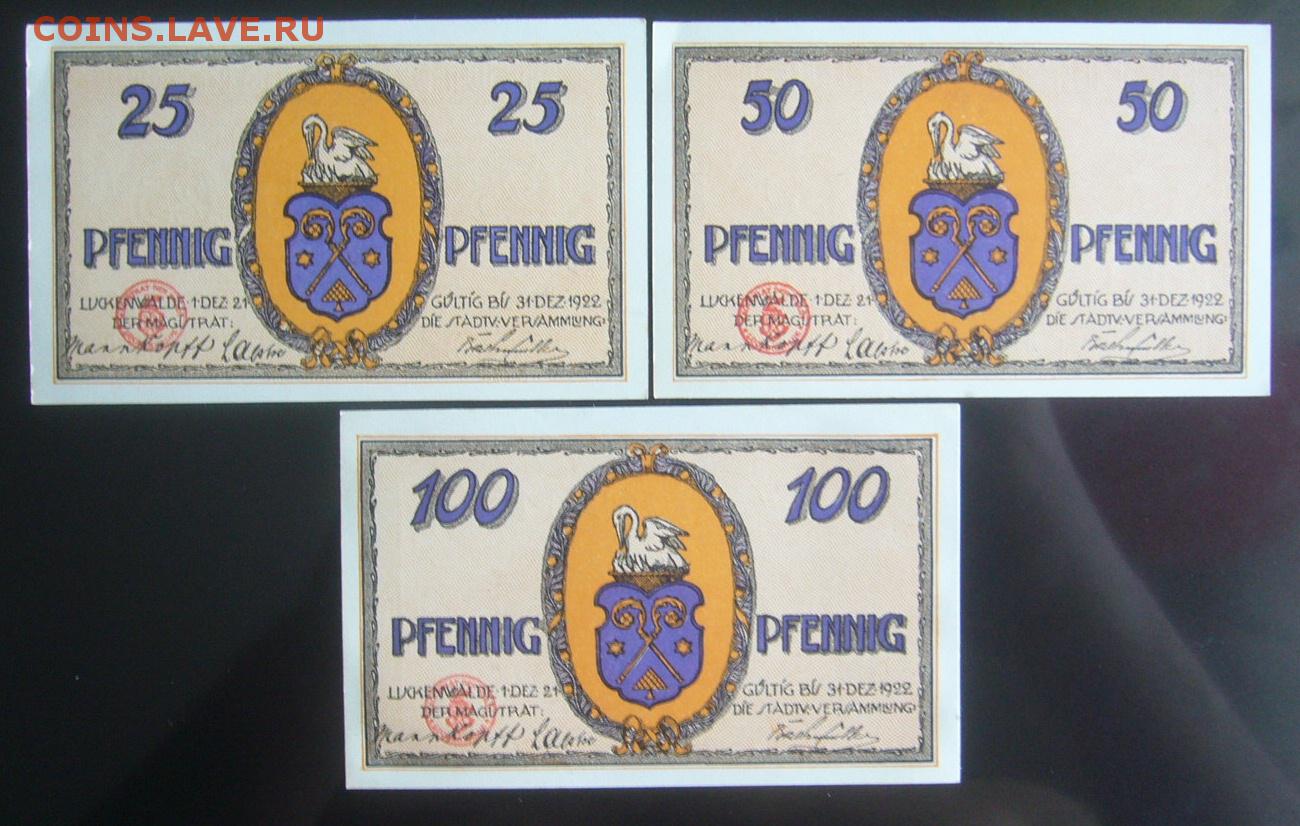 COINS.LAVE.RU
25 25
PFENNIG PFENNIG
LUCKENWALDE·1·DEZ·21 GÜLTIG BIS 31·DEZ·1922
DER MAGISTRAT: DIE STADTV.-VERSAMMLUNG:
Mannkopff
50 50
PFENNIG PFENNIG
LUCKENWALDE·1·DEZ·21 GÜLTIG BIS 31·DEZ·1922
DER MAGISTRAT: DIE STADTV.-VERSAMMLUNG:
Mannkopff
100 100
PFENNIG PFENNIG
LUCKENWALDE·1·DEZ·21 GÜLTIG BIS 31·DEZ·1922
DER MAGISTRAT: DIE STADTV.-VERSAMMLUNG:
Mannkopff